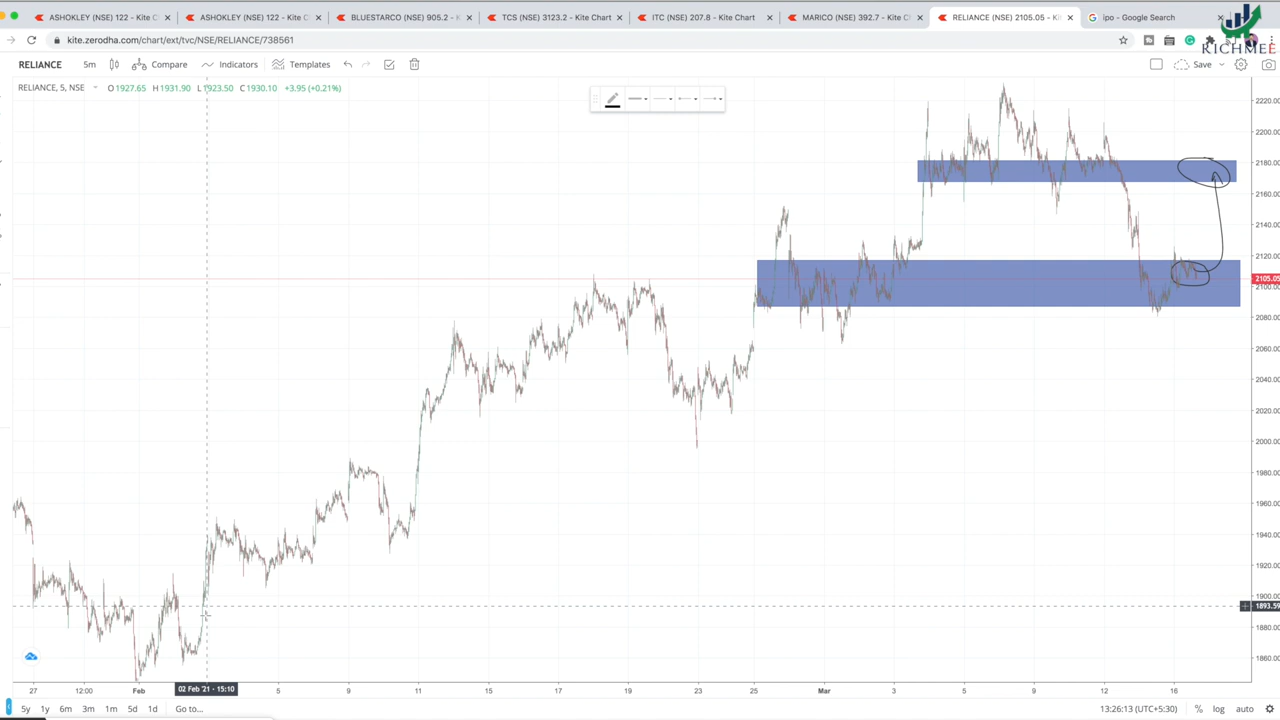 ASHOKLEY (NSE) 122 - Kite C
ASHOKLEY (NSE) 122 - Kite C
BLUESTARCO (NSE) 905.2 - K
TCS (NSE) 3123.2 - Kite Chart
ITC (NSE) 207.8 - Kite Chart
MARICO (NSE) 392.7 - Kite C
RELIANCE (NSE) 2105.05 - K
ipo - Google Search
RICHMEE
kite.zerodha.com/chart/ext/tvc/NSE/RELIANCE/738561
RELIANCE 5m Compare Indicators Templates Save
RELIANCE, 5, NSE O1927.65 H1931.90 L1923.50 C1930.10 +3.95 (+0.21%)
2220.00
2200.00
2180.00
2160.00
2140.00
2120.00
2105.05
2100.00
2080.00
2060.00
2040.00
2020.00
2000.00
1980.00
1960.00
1940.00
1920.00
1900.00
1893.59
1880.00
1860.00
27 12:00 Feb 02 Feb '21 - 15:10 5 9 11 15 17 19 23 25 Mar 3 5 9 12 16
5y 1y 6m 3m 1m 5d 1d Go to... 13:26:13 (UTC+5:30) % log auto